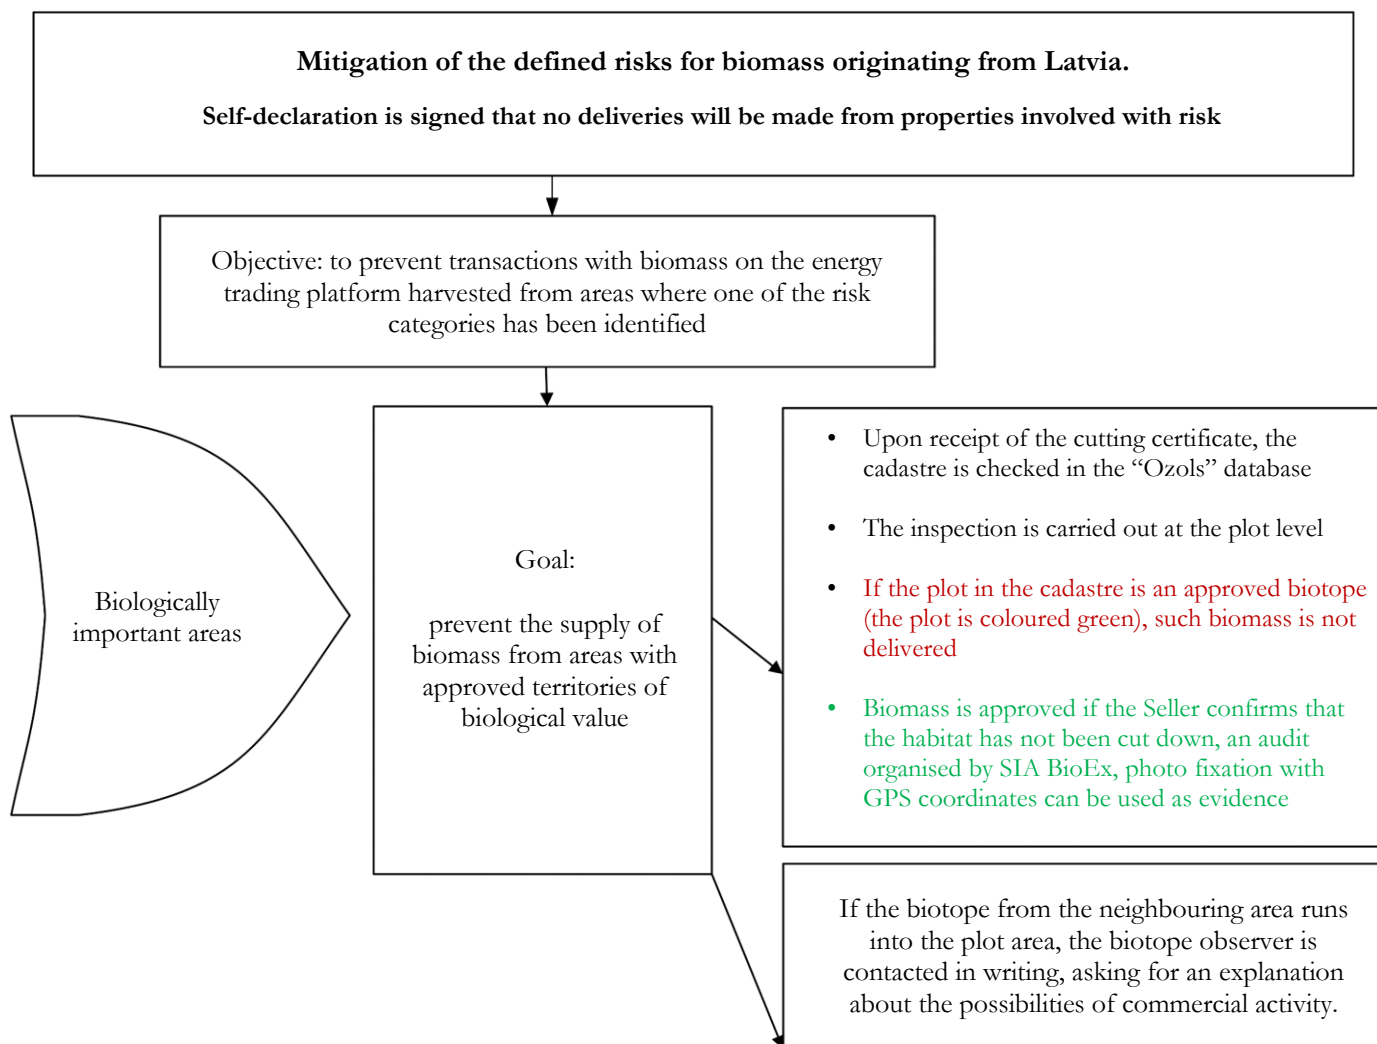 Mitigation of the defined risks for biomass originating from Latvia.
Self-declaration is signed that no deliveries will be made from properties involved with risk
Objective: to prevent transactions with biomass on the energy
trading platform harvested from areas where one of the risk
categories has been identified
Biologically
important areas
Goal:
prevent the supply of
biomass from areas with
approved territories of
biological value
• Upon receipt of the cutting certificate, the
cadastre is checked in the “Ozols” database
• The inspection is carried out at the plot level
• If the plot in the cadastre is an approved biotope
(the plot is coloured green), such biomass is not
delivered
• Biomass is approved if the Seller confirms that
the habitat has not been cut down, an audit
organised by SIA BioEx, photo fixation with
GPS coordinates can be used as evidence
If the biotope from the neighbouring area runs
into the plot area, the biotope observer is
contacted in writing, asking for an explanation
about the possibilities of commercial activity.